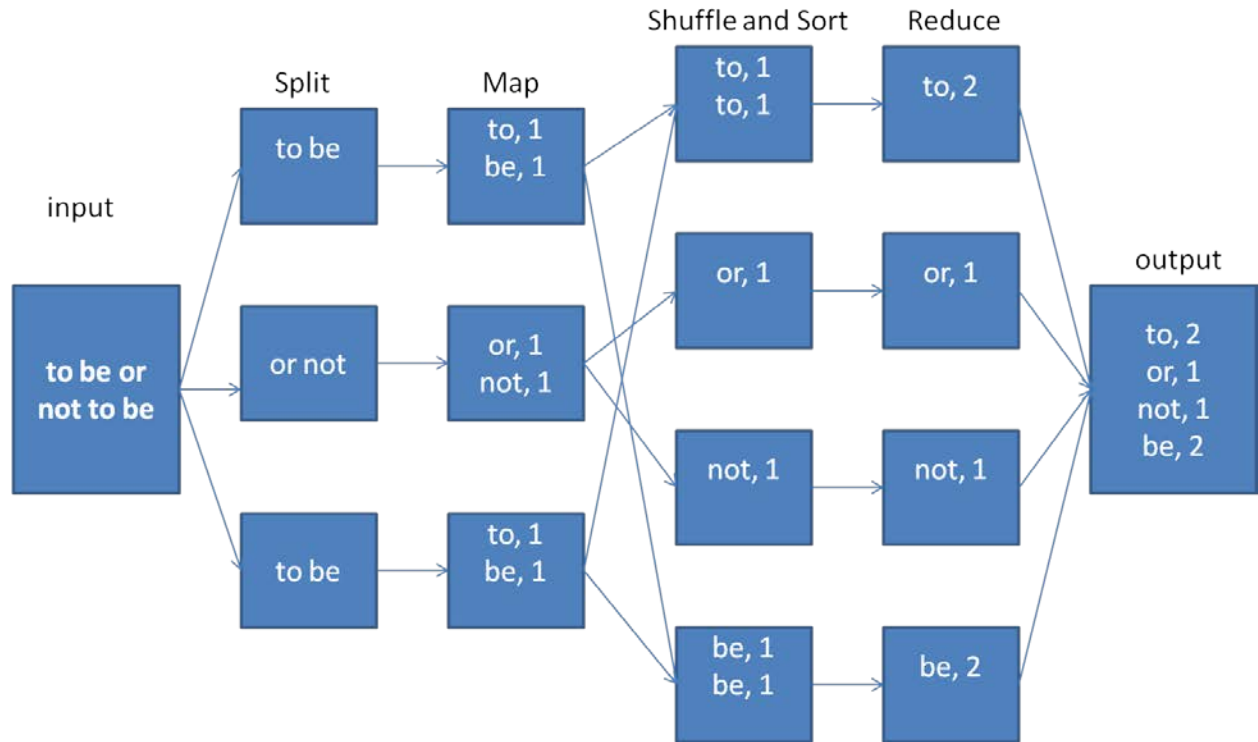 input
to be or
not to be
Split
to be
or not
to be
Map
to, 1
be, 1
or, 1
not, 1
to, 1
be, 1
Shuffle and Sort
to, 1
to, 1
or, 1
not, 1
be, 1
be, 1
Reduce
to, 2
or, 1
not, 1
be, 2
output
to, 2
or, 1
not, 1
be, 2